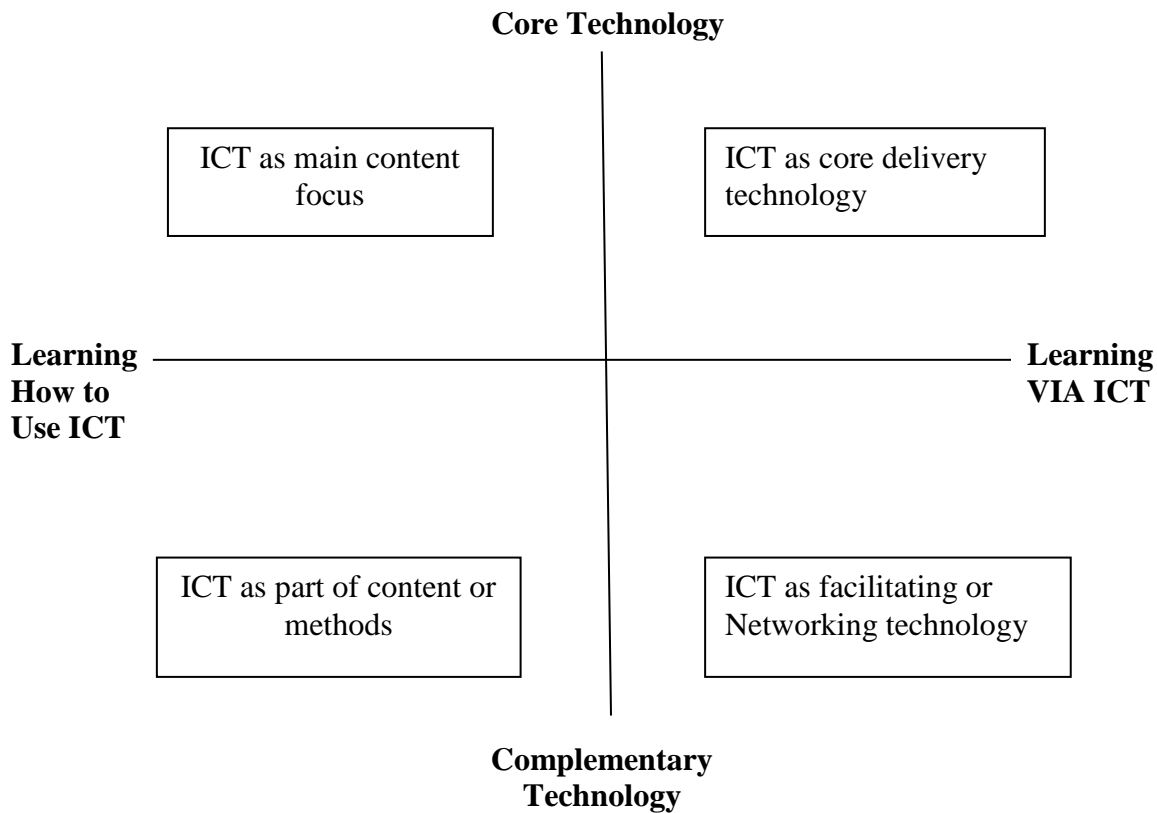 Core Technology
ICT as main content
focus
ICT as core delivery
technology
Learning
How to
Use ICT
Learning
VIA ICT
ICT as part of content or
methods
ICT as facilitating or
Networking technology
Complementary
Technology